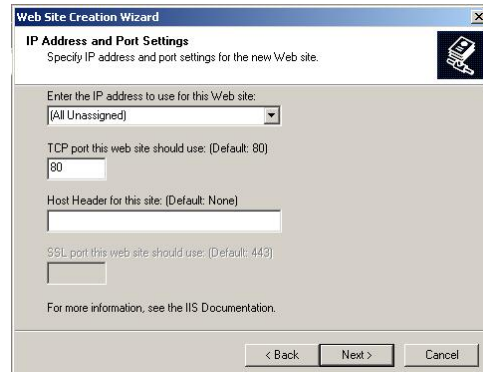 Web Site Creation Wizard
IP Address and Port Settings
Specify IP address and port settings for the new Web site.
Enter the IP address to use for this Web site:
(All Unassigned)
TCP port this web site should use: (Default: 80)
80
Host Header for this site: (Default: None)
SSL port this web site should use: (Default: 443)
For more information, see the IIS Documentation.
< Back Next > Cancel